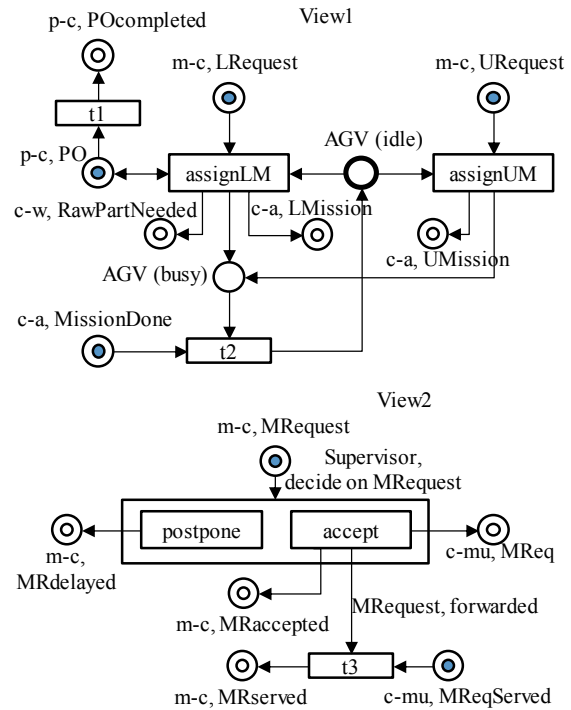 View1
p-c, POcompleted
m-c, LRequest
m-c, URequest
t1
AGV (idle)
p-c, PO
assignLM
assignUM
c-w, RawPartNeeded
c-a, LMission
c-a, UMission
AGV (busy)
c-a, MissionDone
t2
View2
m-c, MRequest
Supervisor,
decide on MRequest
postpone
accept
m-c,
MRdelayed
c-mu, MReq
m-c, MRaccepted
MRequest, forwarded
t3
m-c, MRserved
c-mu, MReqServed